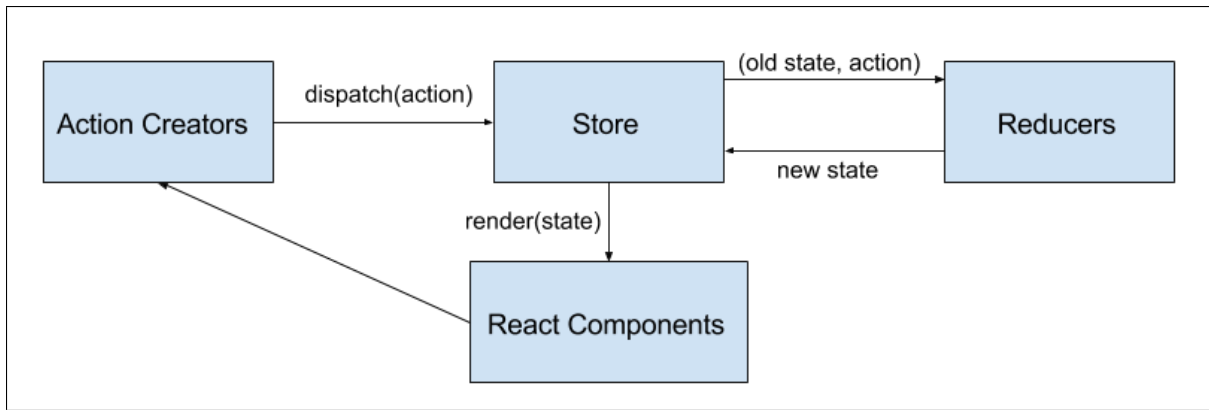 Action Creators
dispatch(action)
Store
(old state, action)
Reducers
new state
render(state)
React Components